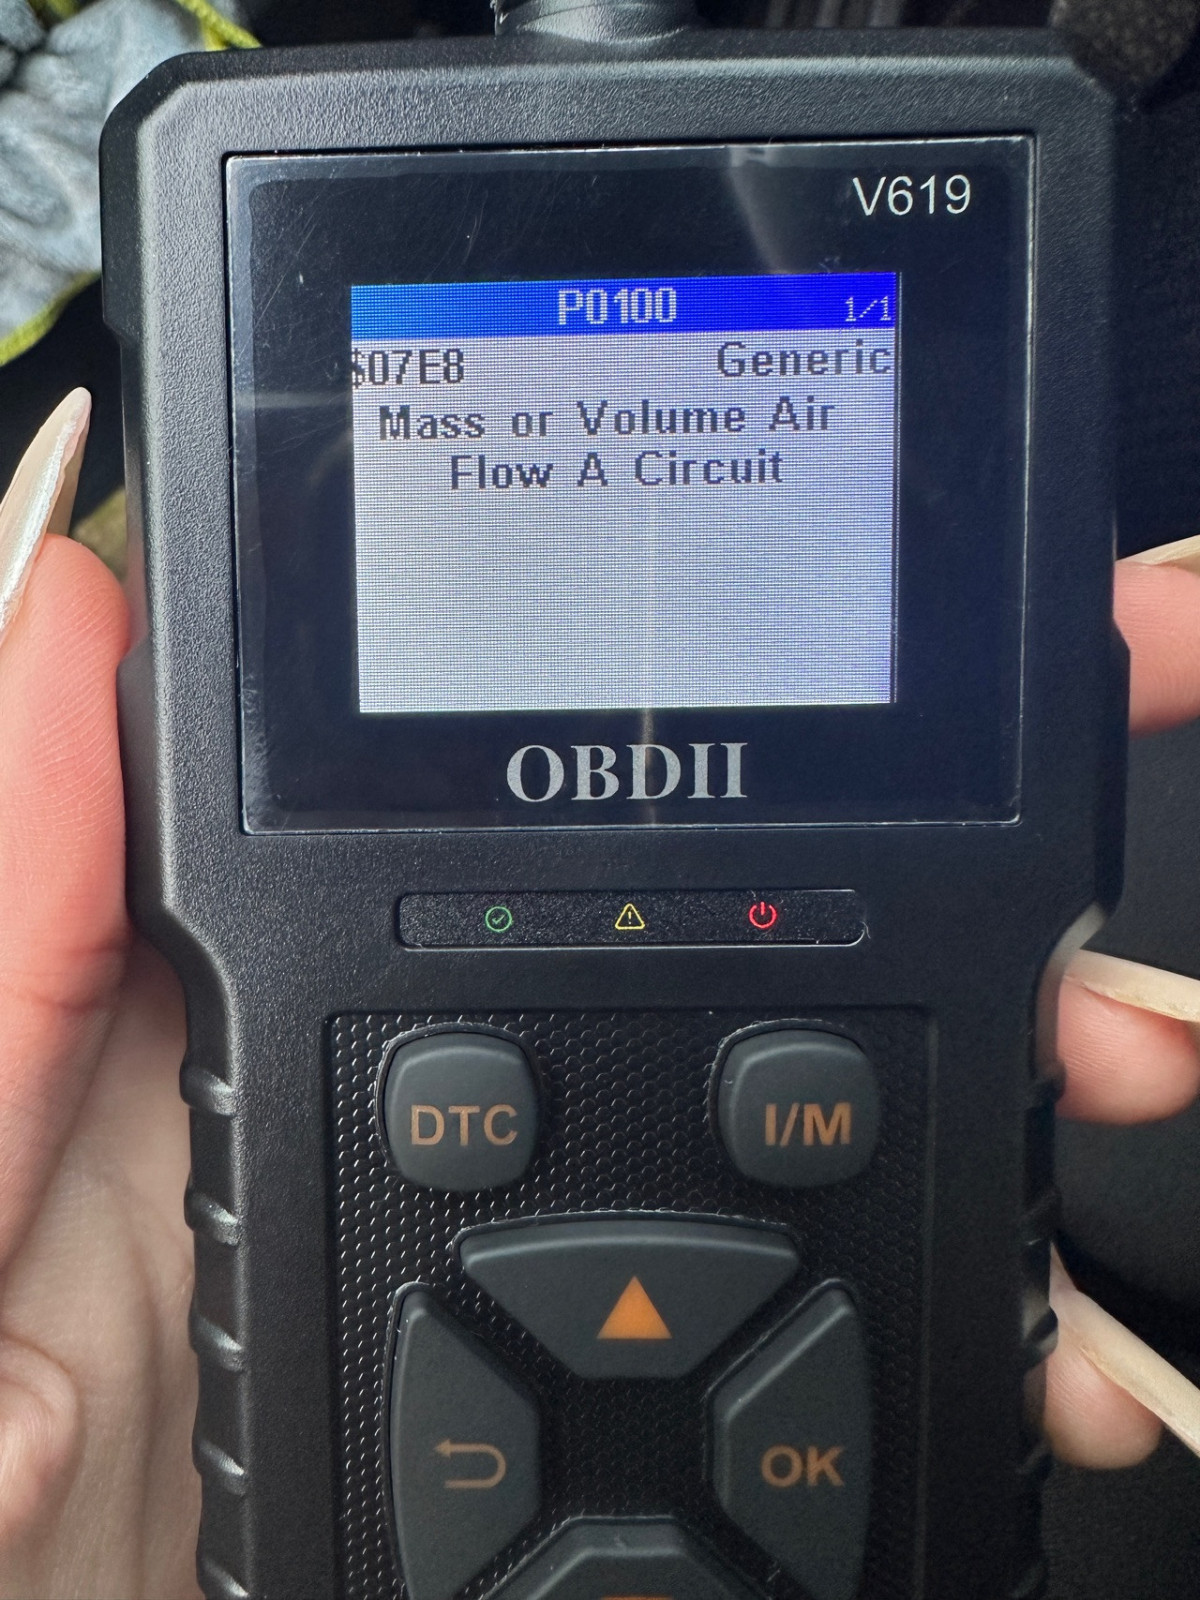 V619
P0100 1/1
$07E8 Generic
Mass or Volume Air
Flow A Circuit
OBDII
DTC I/M
OK